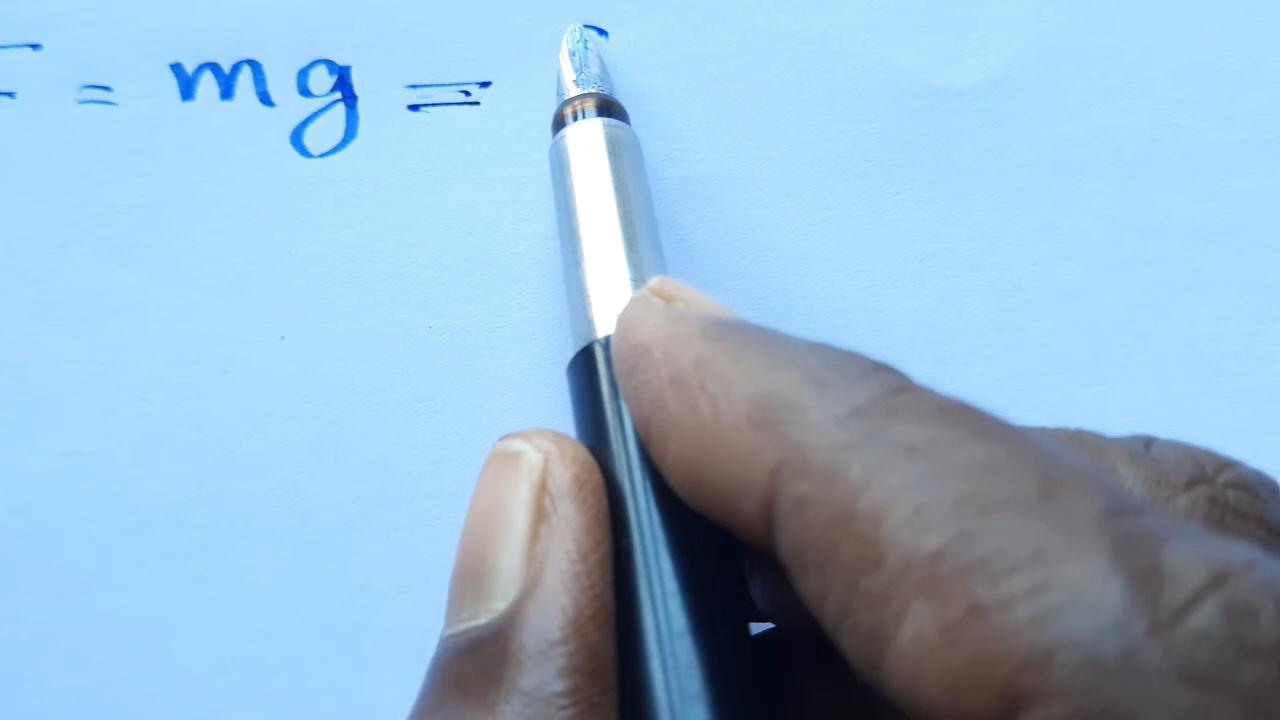 F = mg =